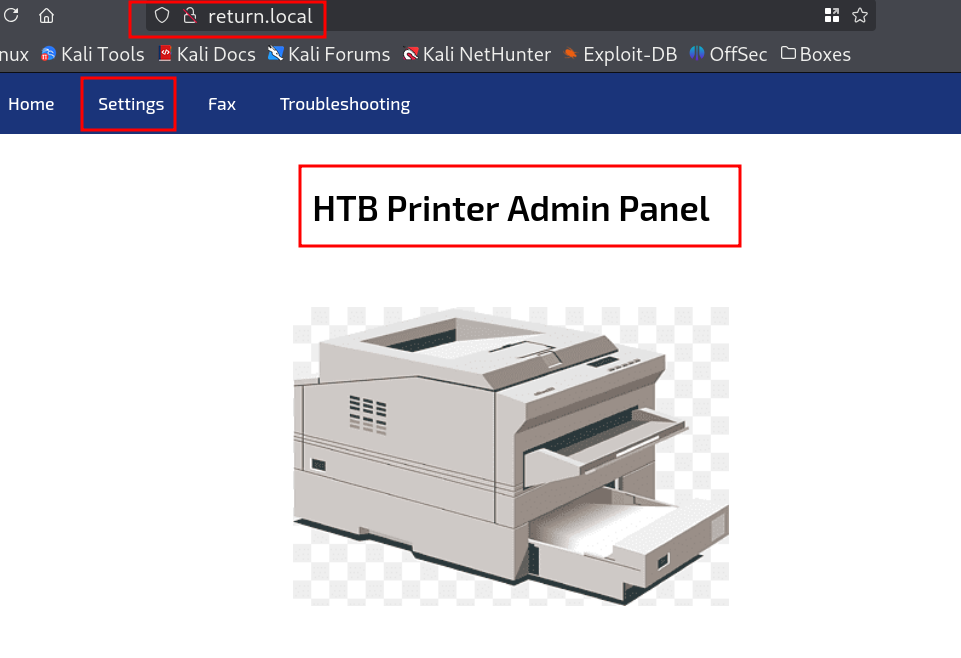 return.local
nux Kali Tools Kali Docs Kali Forums Kali NetHunter Exploit-DB OffSec Boxes
Home Settings Fax Troubleshooting
HTB Printer Admin Panel